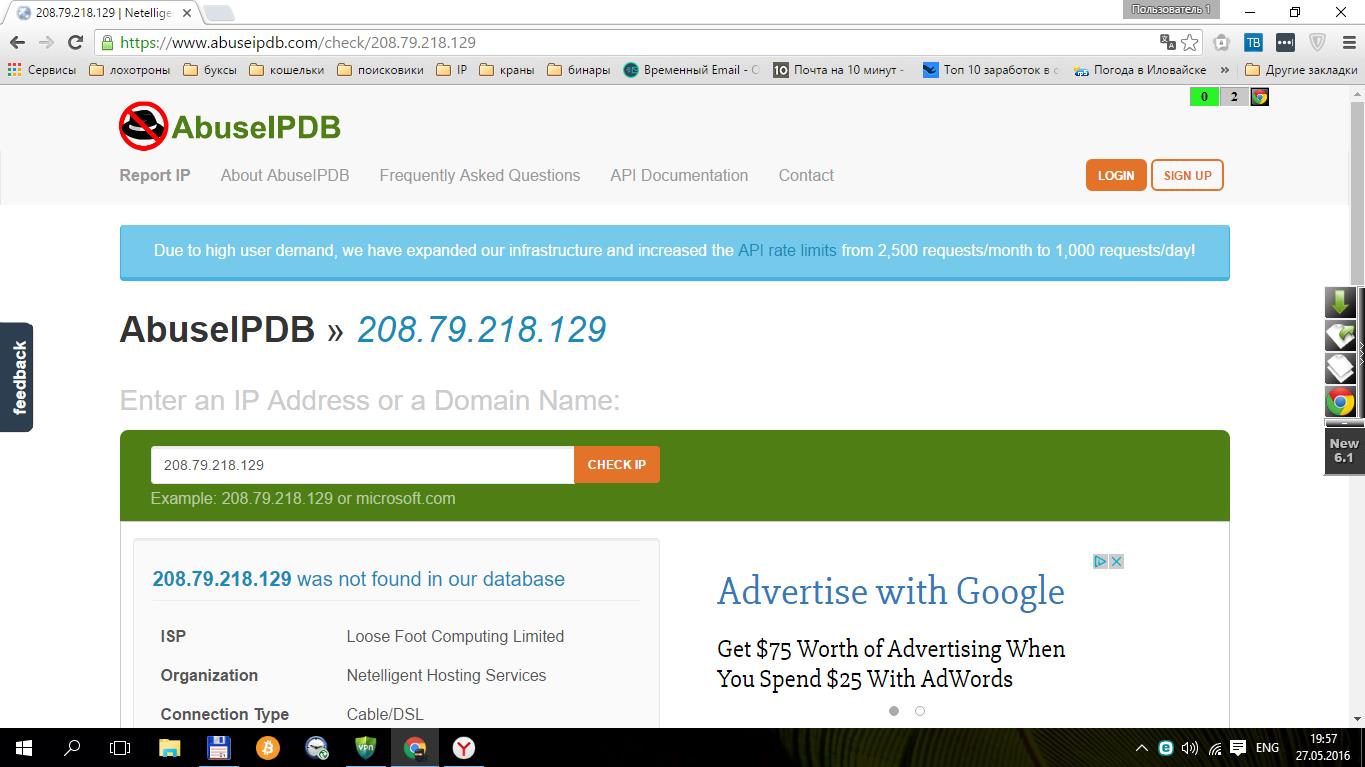 208.79.218.129 | Netellige
Пользователь 1
https://www.abuseipdb.com/check/208.79.218.129
Сервисы лохотроны буксы кошельки поисковики IP краны бинары Временный Email - О Почта на 10 минут - Топ 10 заработок в с Погода в Иловайске » Другие закладки
0 2
AbuseIPDB
Report IP About AbuseIPDB Frequently Asked Questions API Documentation Contact
LOGIN SIGN UP
Due to high user demand, we have expanded our infrastructure and increased the API rate limits from 2,500 requests/month to 1,000 requests/day!
AbuseIPDB » 208.79.218.129
feedback
Enter an IP Address or a Domain Name:
208.79.218.129 CHECK IP
Example: 208.79.218.129 or microsoft.com
New
6.1
208.79.218.129 was not found in our database
ISP Loose Foot Computing Limited
Organization Netelligent Hosting Services
Connection Type Cable/DSL
Advertise with Google
Get $75 Worth of Advertising When
You Spend $25 With AdWords
ENG
19:57
27.05.2016